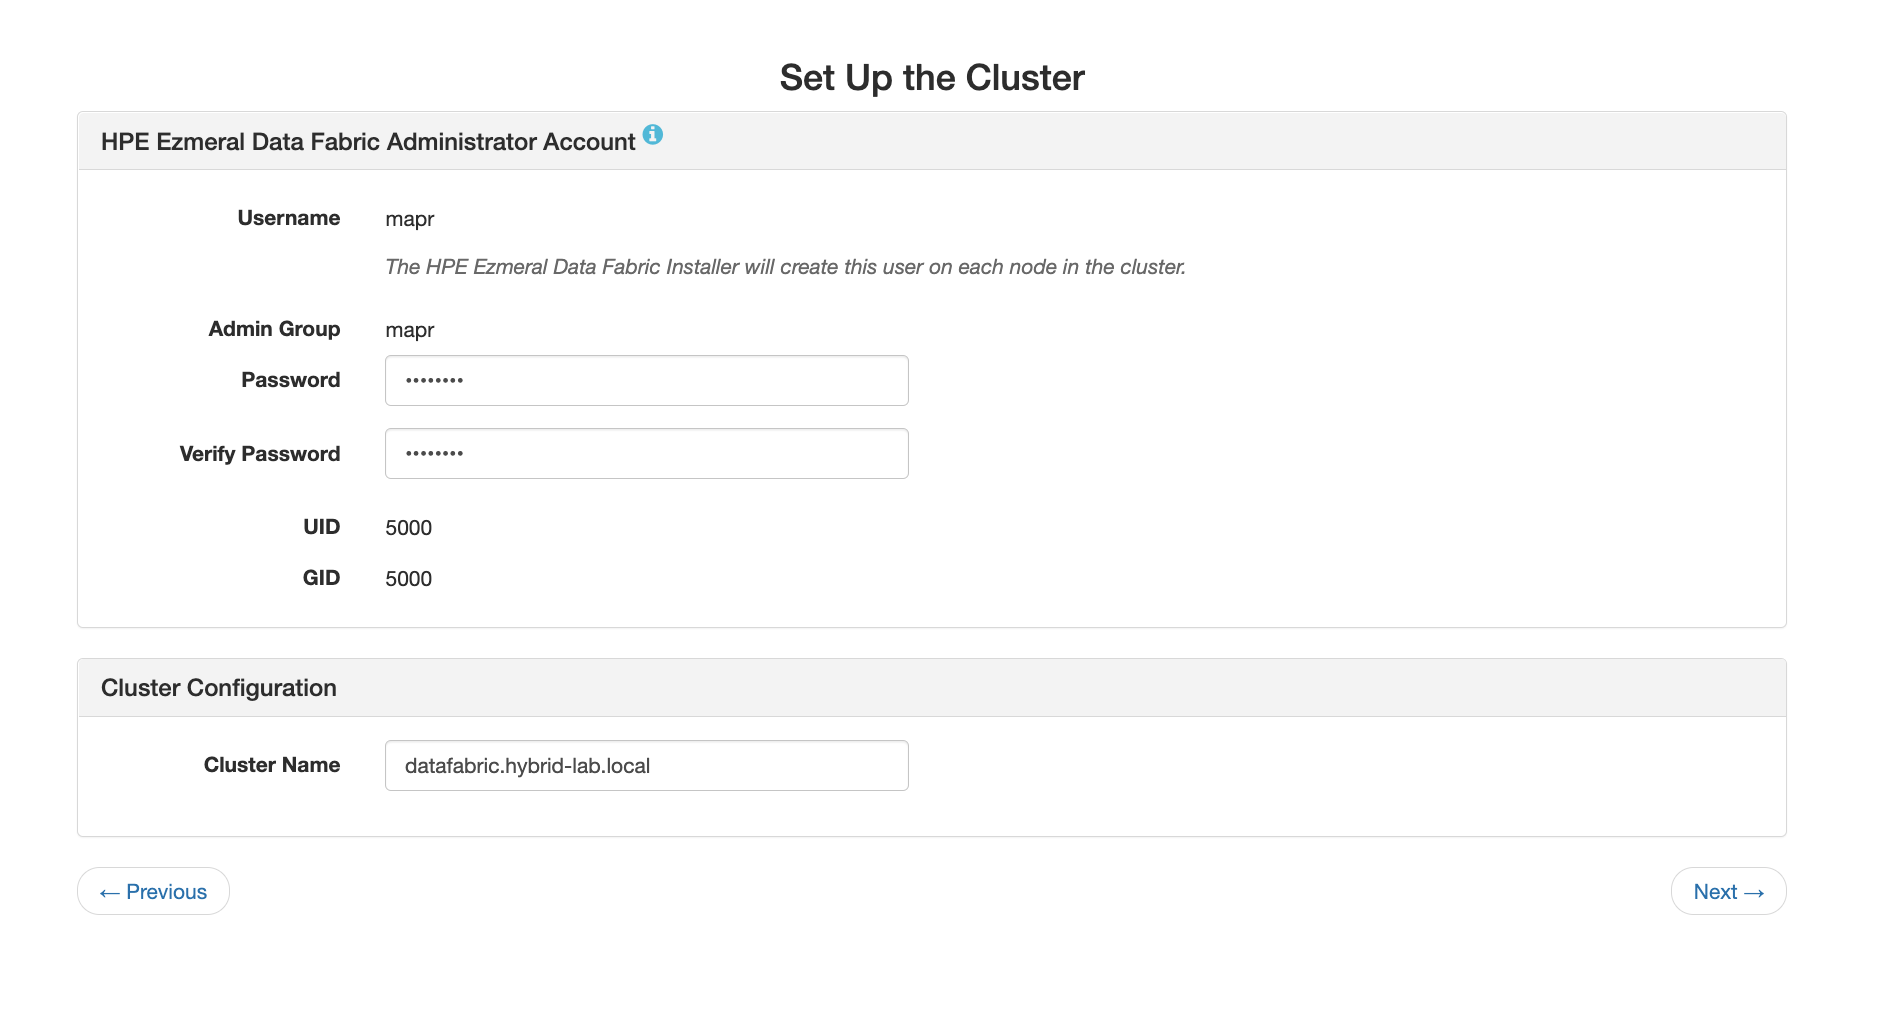 Set Up the Cluster
HPE Ezmeral Data Fabric Administrator Account
Username mapr
The HPE Ezmeral Data Fabric Installer will create this user on each node in the cluster.
Admin Group mapr
Password ••••••••
Verify Password ••••••••
UID 5000
GID 5000
Cluster Configuration
Cluster Name datafabric.hybrid-lab.local
← Previous Next →